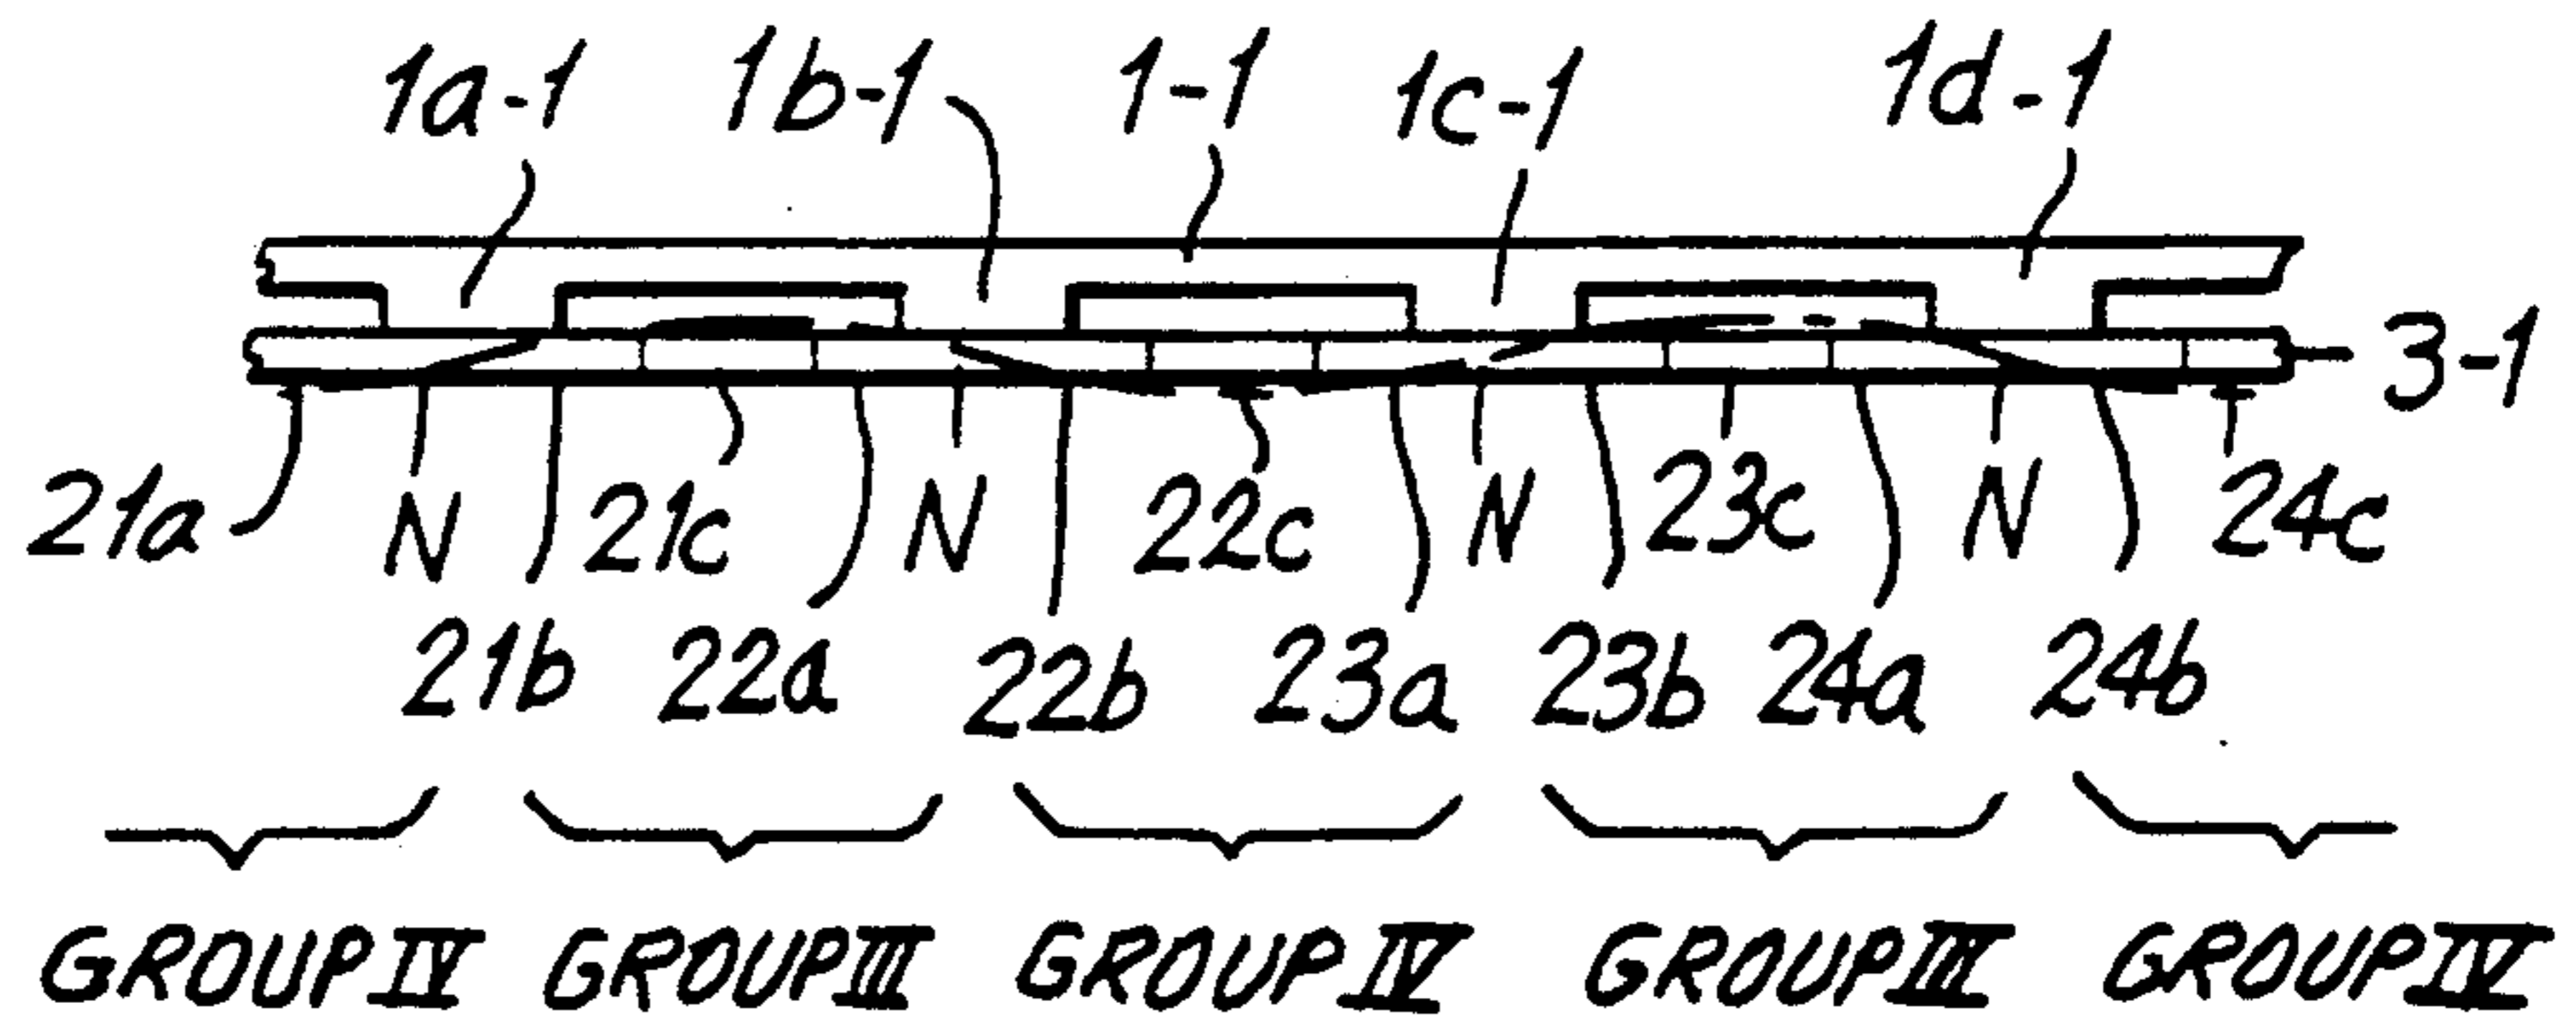 1a-1 1b-1 1-1 1c-1 1d-1
3-1
21a N 21c N 22c N 23c N 24c
21b 22a 22b 23a 23b 24a 24b
GROUP IV GROUP III GROUP IV GROUP III GROUP IV